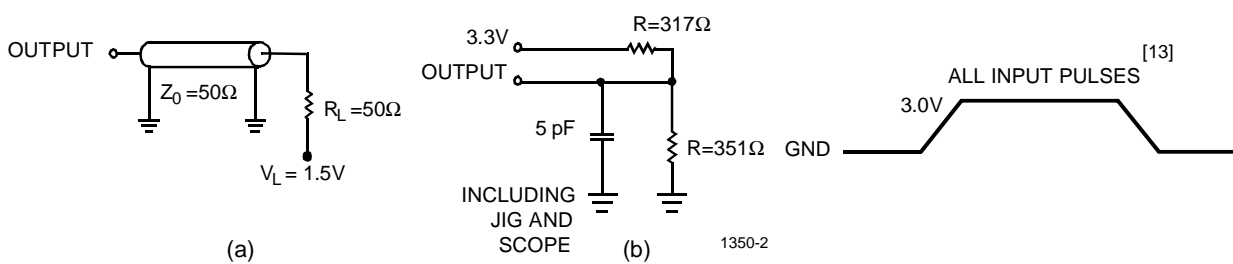 OUTPUT
Z0 =50Ω
RL =50Ω
VL = 1.5V
(a)
R=317Ω
3.3V
OUTPUT
5 pF
R=351Ω
INCLUDING
JIG AND
SCOPE
(b)
1350-2
ALL INPUT PULSES[13]
3.0V
GND